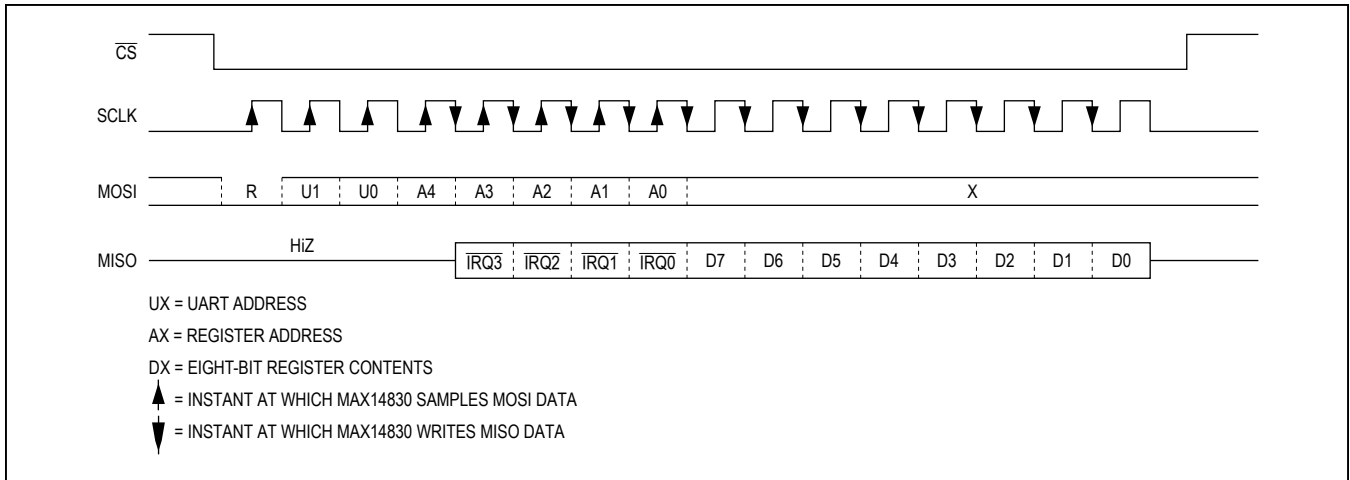 CS
SCLK
MOSI R U1 U0 A4 A3 A2 A1 A0 X
HiZ
MISO IRQ3 IRQ2 IRQ1 IRQ0 D7 D6 D5 D4 D3 D2 D1 D0
UX = UART ADDRESS
AX = REGISTER ADDRESS
DX = EIGHT-BIT REGISTER CONTENTS
= INSTANT AT WHICH MAX14830 SAMPLES MOSI DATA
= INSTANT AT WHICH MAX14830 WRITES MISO DATA